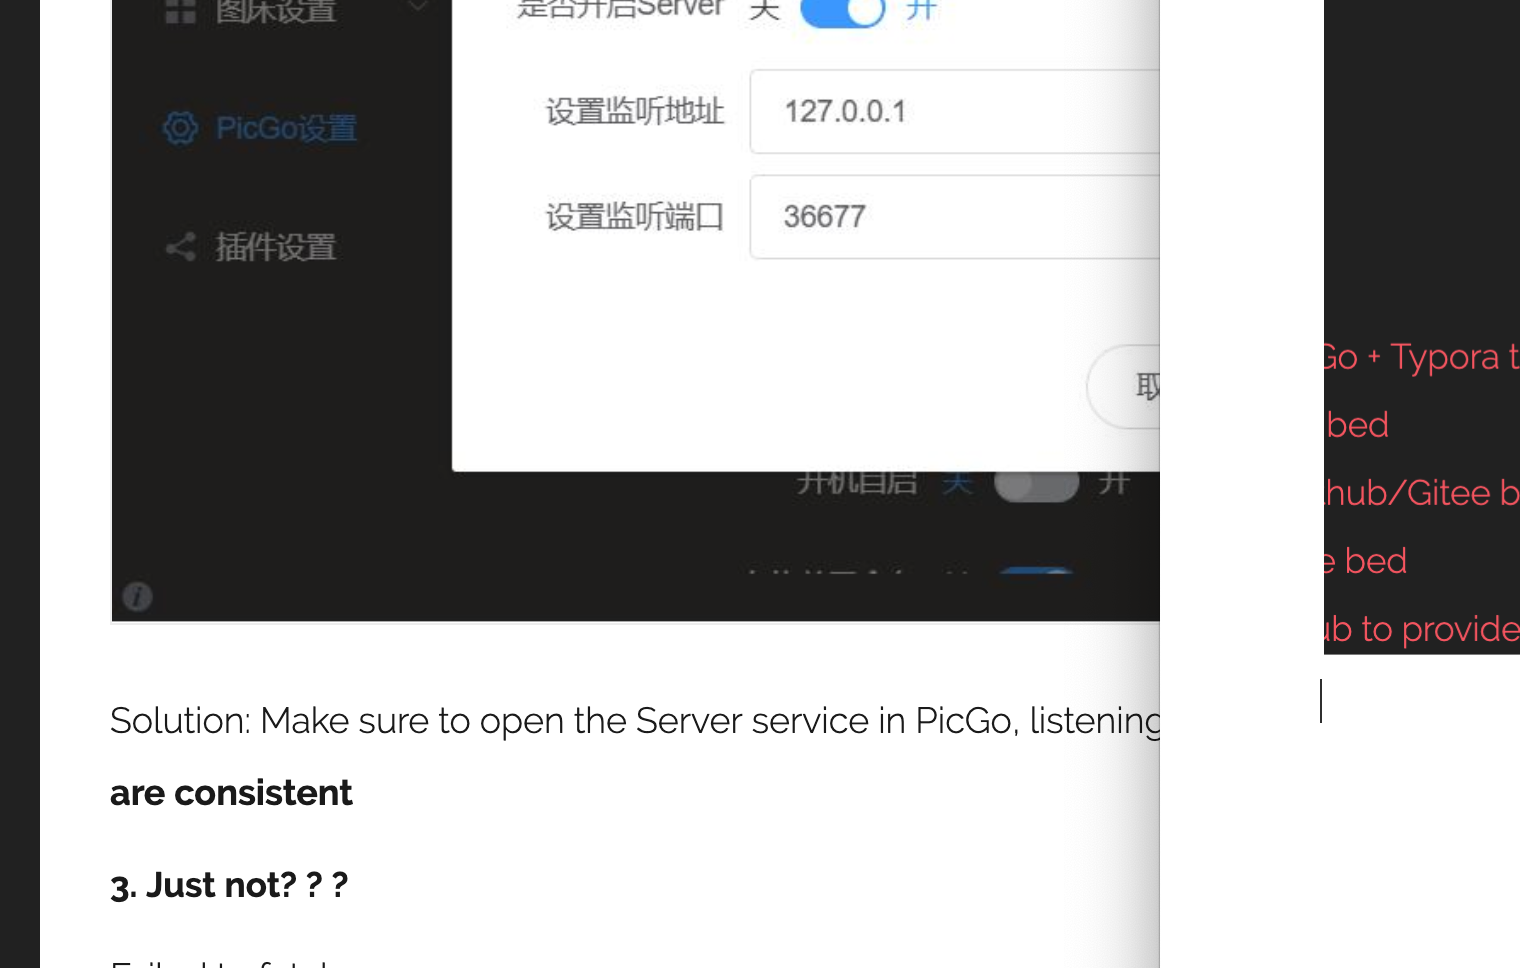 图床设置
是否开启Server 关 开
设置监听地址 127.0.0.1
PicGo设置
设置监听端口 36677
插件设置
取
开机自启 关 开
Solution: Make sure to open the Server service in PicGo, listening
are consistent
3. Just not? ? ?
Go + Typora t
bed
hub/Gitee b
e bed
ub to provide